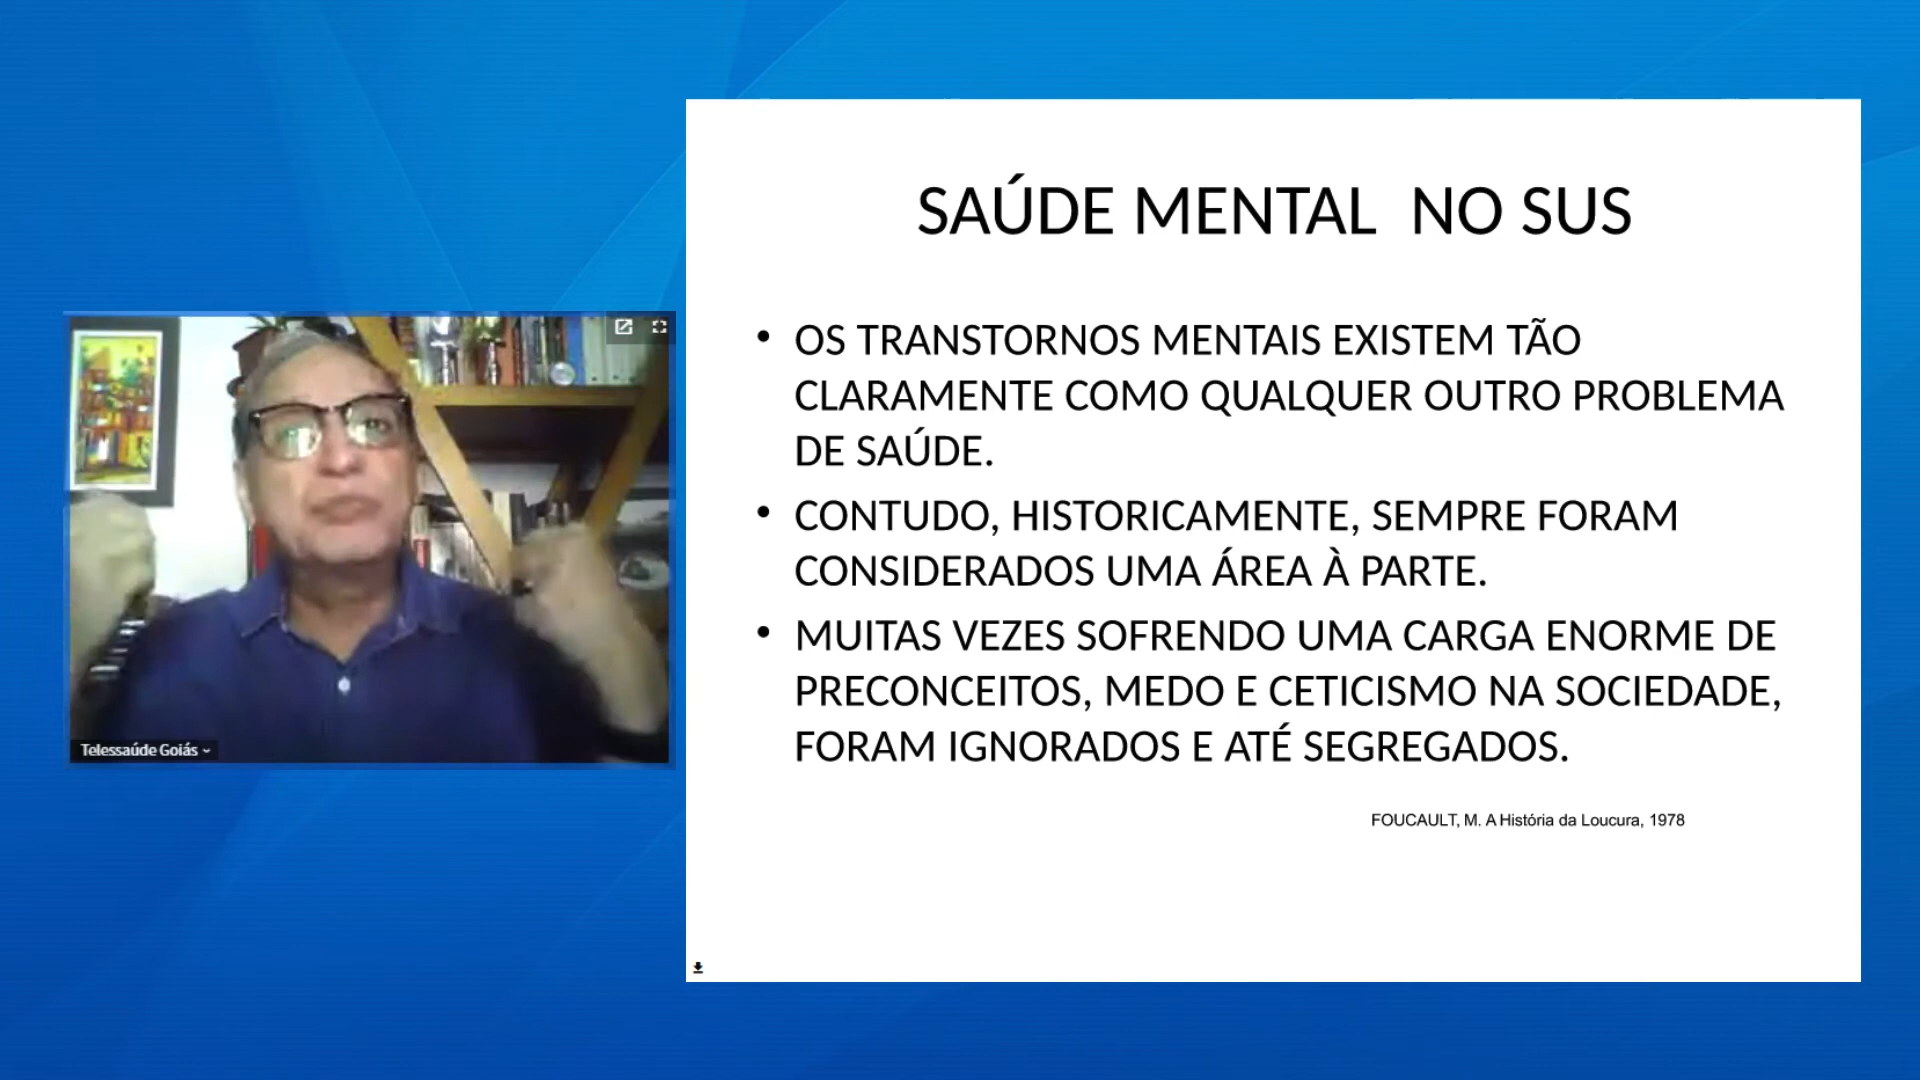 SAÚDE MENTAL  NO SUS
• OS TRANSTORNOS MENTAIS EXISTEM TÃO
CLARAMENTE COMO QUALQUER OUTRO PROBLEMA
DE SAÚDE.
• CONTUDO, HISTORICAMENTE, SEMPRE FORAM
CONSIDERADOS UMA ÁREA À PARTE.
• MUITAS VEZES SOFRENDO UMA CARGA ENORME DE
PRECONCEITOS, MEDO E CETICISMO NA SOCIEDADE,
FORAM IGNORADOS E ATÉ SEGREGADOS.
FOUCAULT, M. A História da Loucura, 1978
Telessaúde Goiás